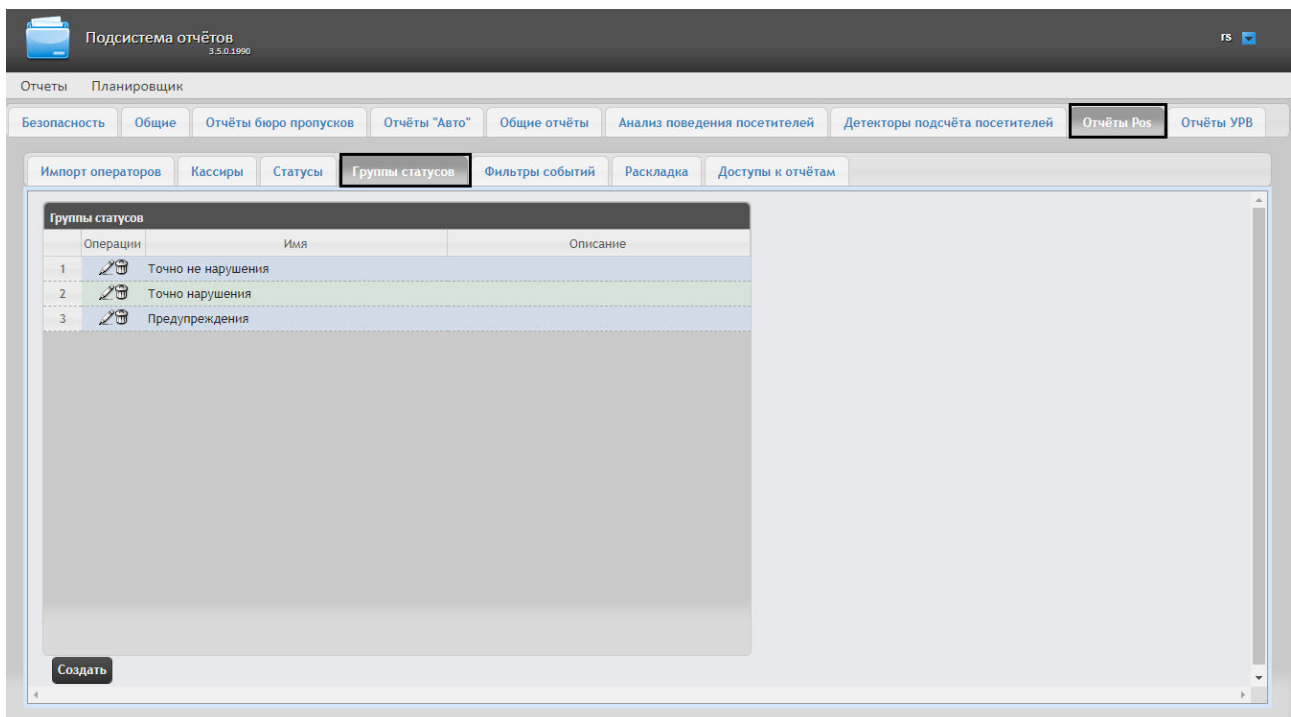 Подсистема отчётов
3.5.0.1990
rs
Отчеты Планировщик
Безопасность Общие Отчёты бюро пропусков Отчёты "Авто" Общие отчёты Анализ поведения посетителей Детекторы подсчёта посетителей Отчёты Pos Отчёты УРВ
Импорт операторов Кассиры Статусы Группы статусов Фильтры событий Раскладка Доступы к отчётам
Группы статусов
Операции Имя Описание
1 Точно не нарушения
2 Точно нарушения
3 Предупреждения
Создать